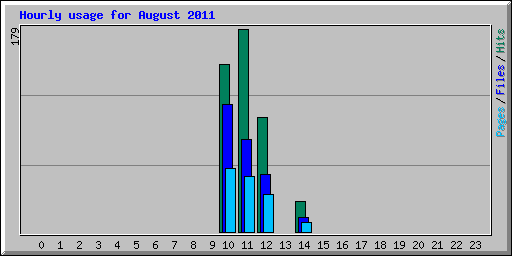 Hourly usage for August 2011
179
Pages / Files / Hits
0 1 2 3 4 5 6 7 8 9 10 11 12 13 14 15 16 17 18 19 20 21 22 23